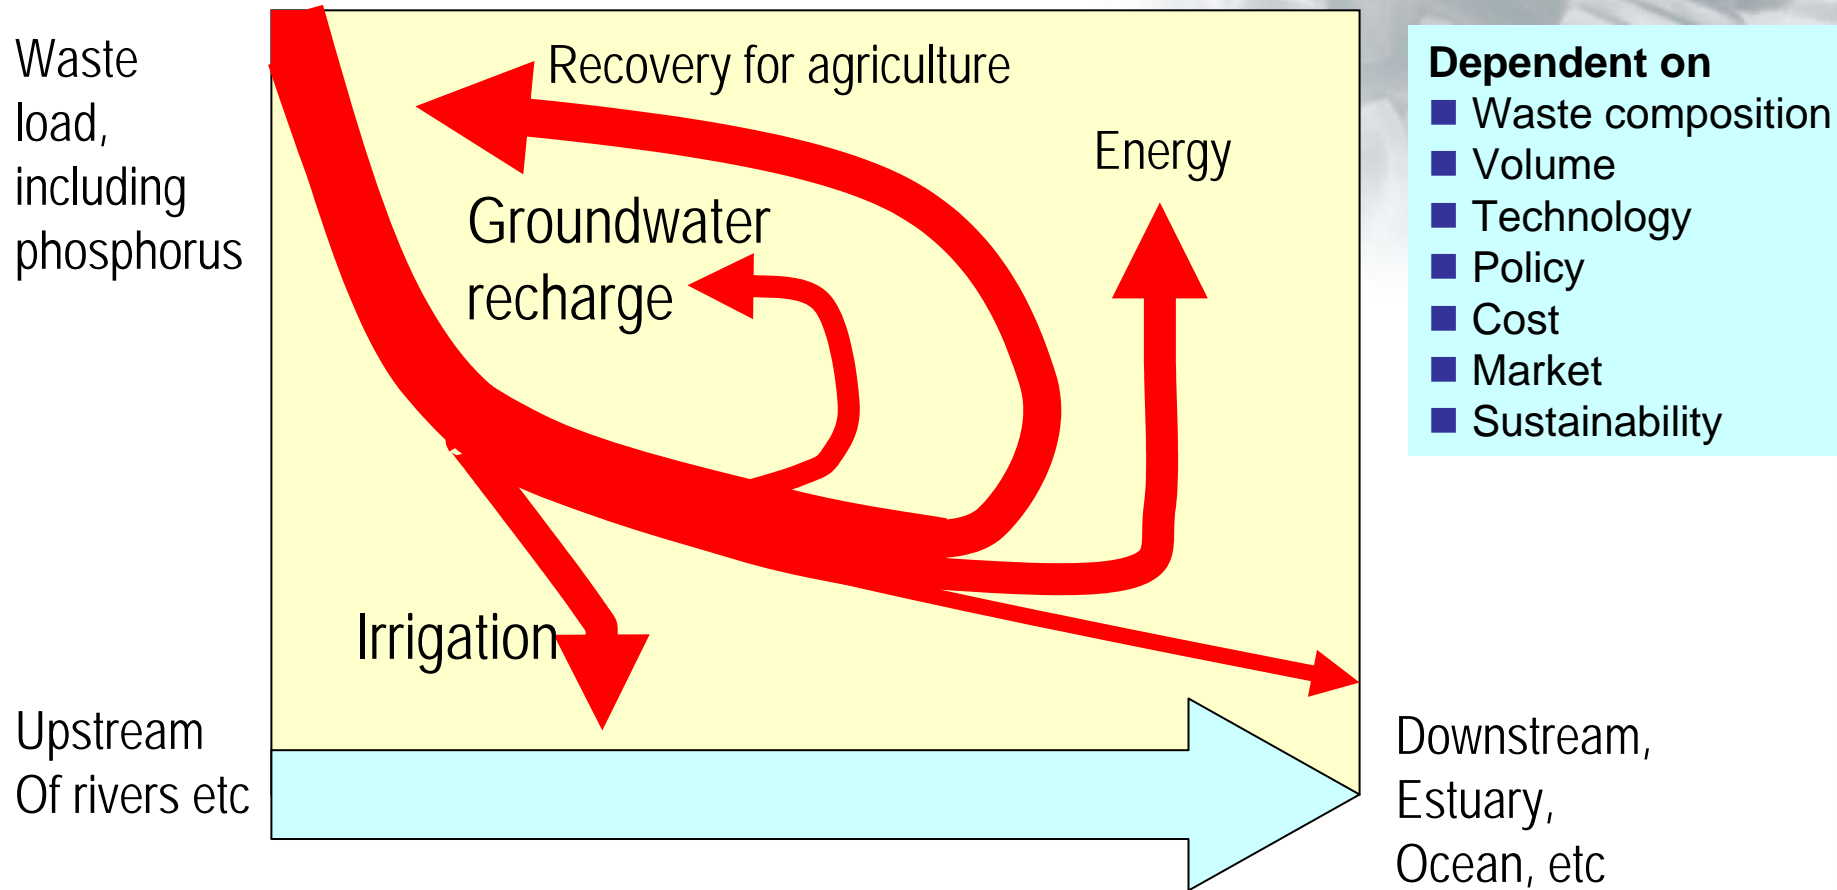 Waste
load,
including
phosphorus
Recovery for agriculture
Energy
Groundwater
recharge
Irrigation
Upstream
Of rivers etc
Downstream,
Estuary,
Ocean, etc
Dependent on
Waste composition
Volume
Technology
Policy
Cost
Market
Sustainability